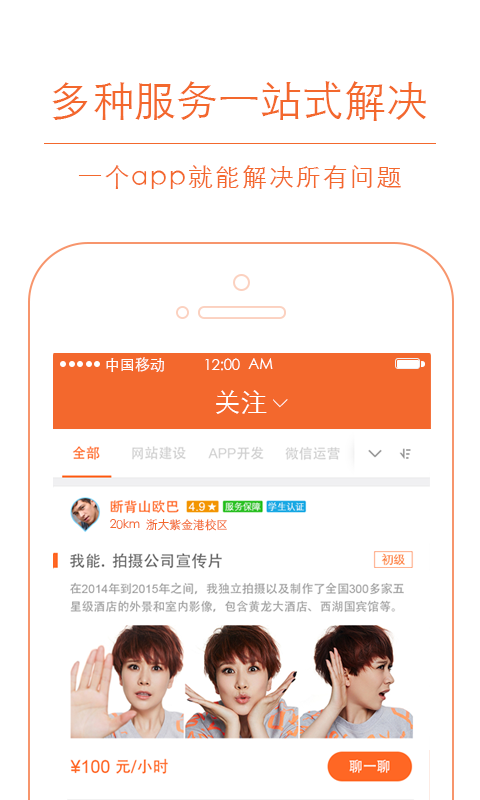 多种服务一站式解决
一个app就能解决所有问题
中国移动 12:00 AM
关注
全部 网站建设 APP开发 微信运营
断背山欧巴 4.9★ 服务保障 学生认证
20km 浙大紫金港校区
我能. 拍摄公司宣传片 初级
在2014年到2015年之间，我独立拍摄以及制作了全国300多家五
星级酒店的外景和室内影像，包含黄龙大酒店、西湖国宾馆等。
¥100 元/小时 聊一聊